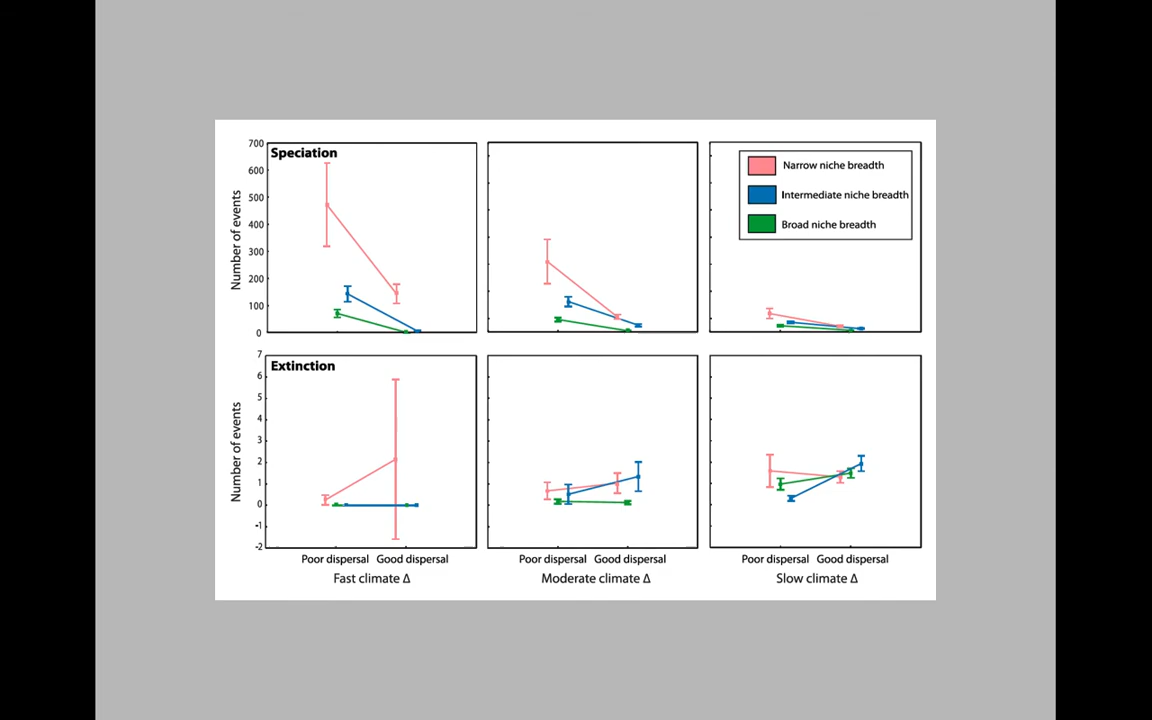 Speciation
Number of events
700
600
500
400
300
200
100
0
Narrow niche breadth
Intermediate niche breadth
Broad niche breadth
Extinction
Number of events
7
6
5
4
3
2
1
0
-1
-2
Poor dispersal Good dispersal
Fast climate Δ
Poor dispersal Good dispersal
Moderate climate Δ
Poor dispersal Good dispersal
Slow climate Δ